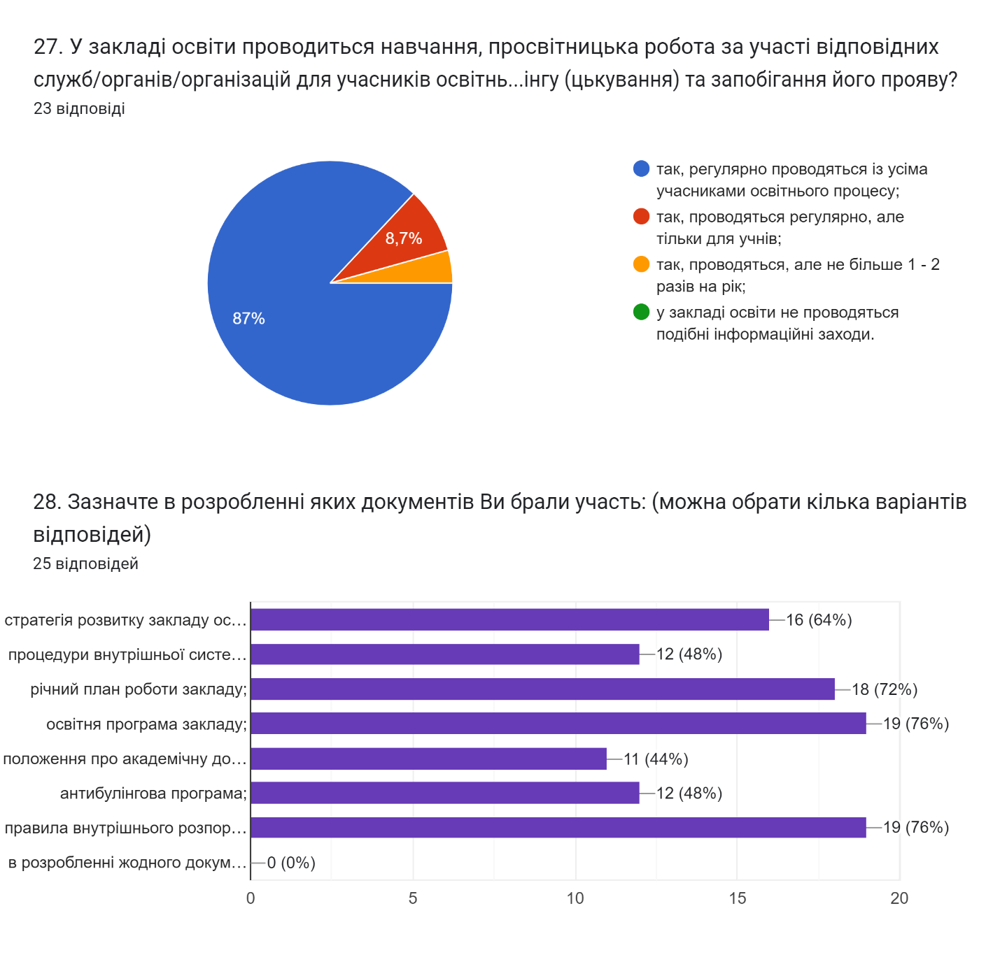 27. У закладі освіти проводиться навчання, просвітницька робота за участі відповідних
служб/органів/організацій для учасників освітнь...інгу (цькування) та запобігання його прояву?
23 відповіді
так, регулярно проводяться із усіма
учасниками освітнього процесу;
так, проводяться регулярно, але
тільки для учнів;
так, проводяться, але не більше 1 - 2
разів на рік;
у закладі освіти не проводяться
подібні інформаційні заходи.
8,7%
87%
28. Зазначте в розробленні яких документів Ви брали участь: (можна обрати кілька варіантів
відповідей)
25 відповідей
стратегія розвитку закладу ос... 16 (64%)
процедури внутрішньої систе... 12 (48%)
річний план роботи закладу; 18 (72%)
освітня програма закладу; 19 (76%)
положення про академічну до... 11 (44%)
антибулінгова програма; 12 (48%)
правила внутрішнього розпор... 19 (76%)
в розробленні жодного докум... 0 (0%)
0 5 10 15 20